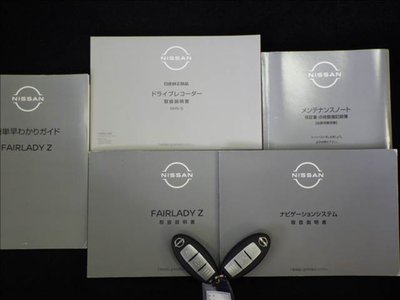 NISSAN
簡単早わかりガイド
FAIRLADY Z
NISSAN
日産純正部品
ドライブレコーダー
取扱説明書
NISSAN
メンテナンスノート
NISSAN
FAIRLADY Z
取扱説明書
NISSAN
ナビゲーションシステム
取扱説明書